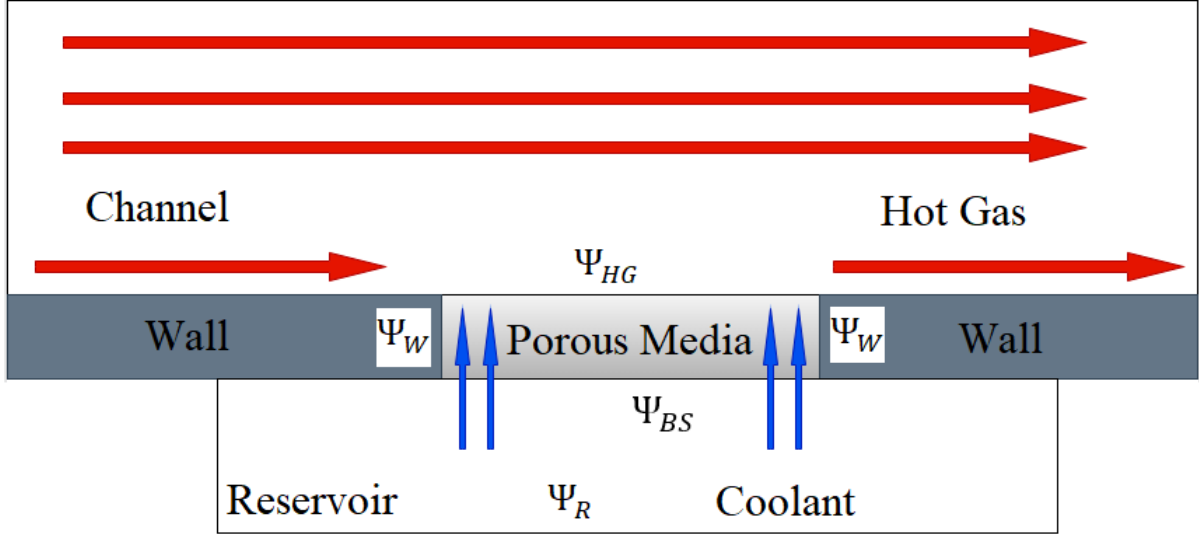 Channel
Hot Gas
Ψ_HG
Wall
Ψ_W
Porous Media
Ψ_W
Wall
Ψ_BS
Reservoir
Ψ_R
Coolant